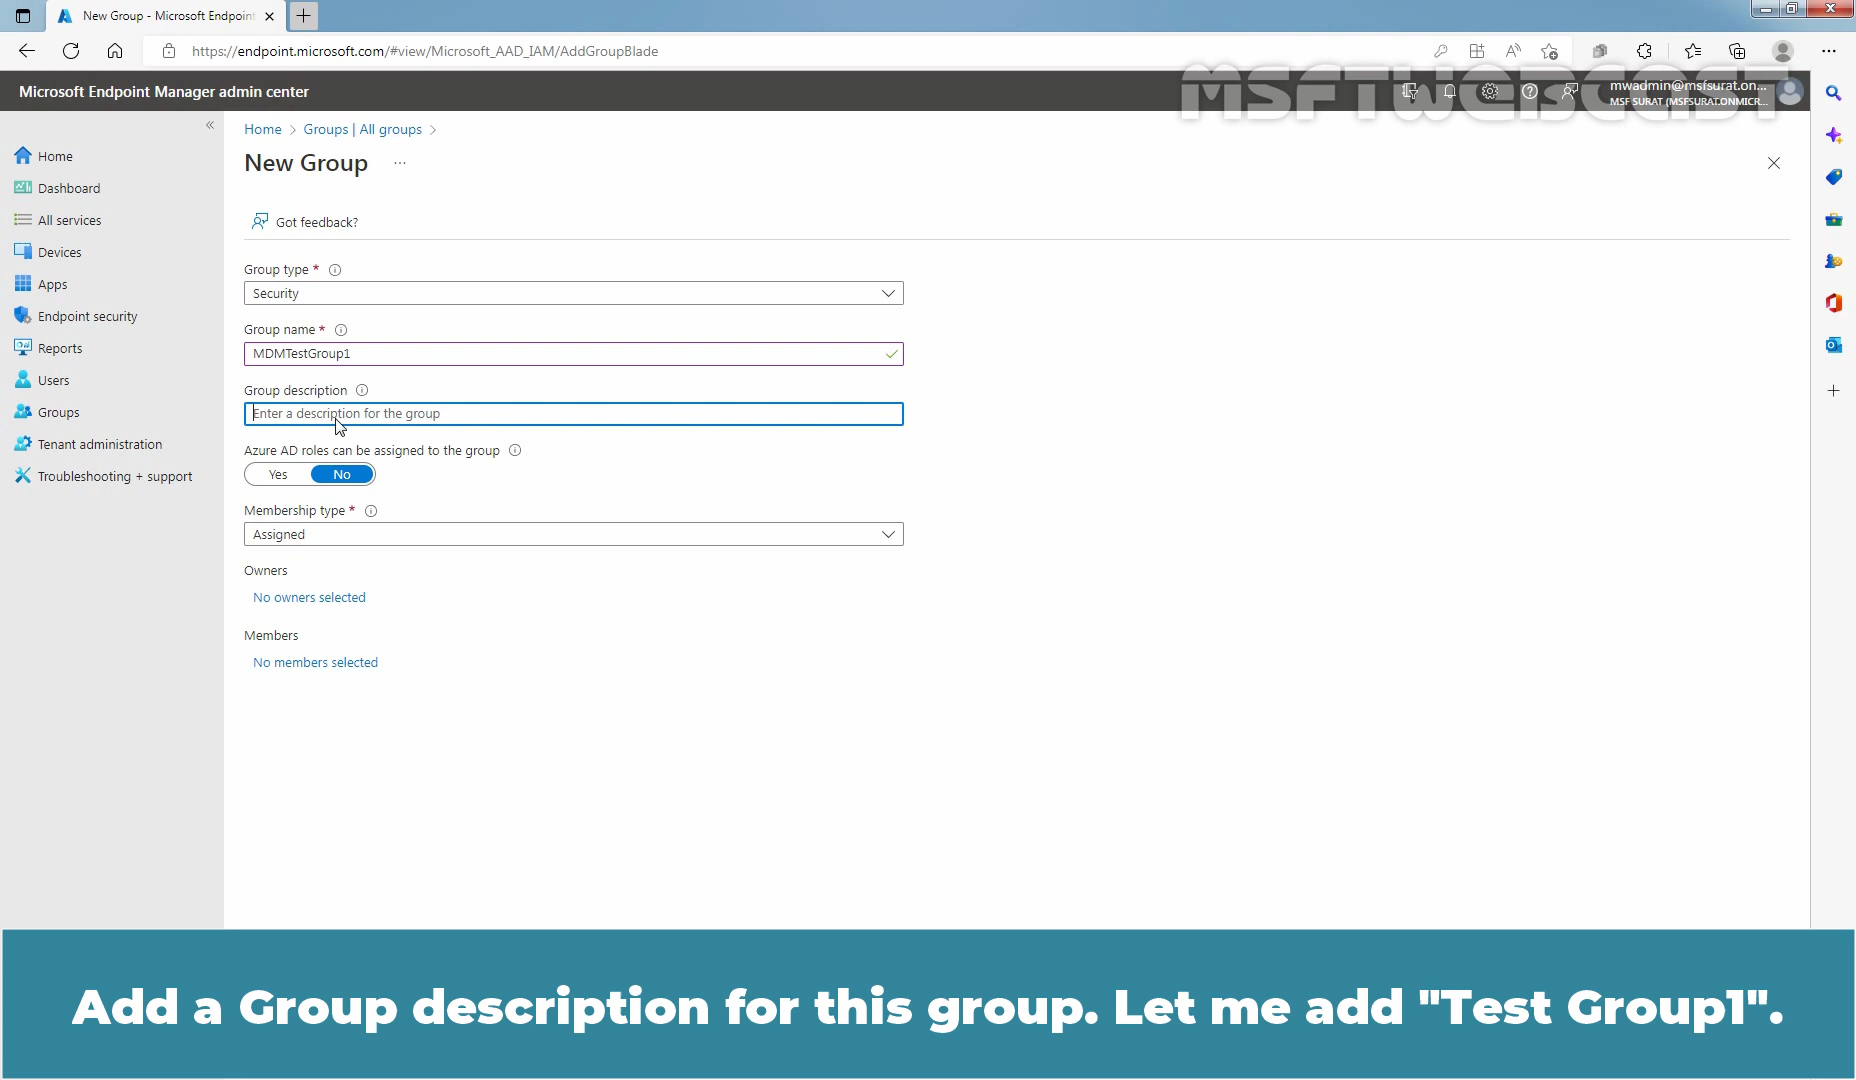 New Group - Microsoft Endpoint
https://endpoint.microsoft.com/#view/Microsoft_AAD_IAM/AddGroupBlade
MSFTWEBCAST
Microsoft Endpoint Manager admin center
mwadmin@msfsurat.on...
MSF SURAT (MSFSURAT.ONMICR...
Home
Dashboard
All services
Devices
Apps
Endpoint security
Reports
Users
Groups
Tenant administration
Troubleshooting + support
Home > Groups | All groups >
New Group ...
Got feedback?
Group type *
Security
Group name *
MDMTestGroup1
Group description
Enter a description for the group
Azure AD roles can be assigned to the group
Yes No
Membership type *
Assigned
Owners
No owners selected
Members
No members selected
Add a Group description for this group. Let me add "Test Group1".